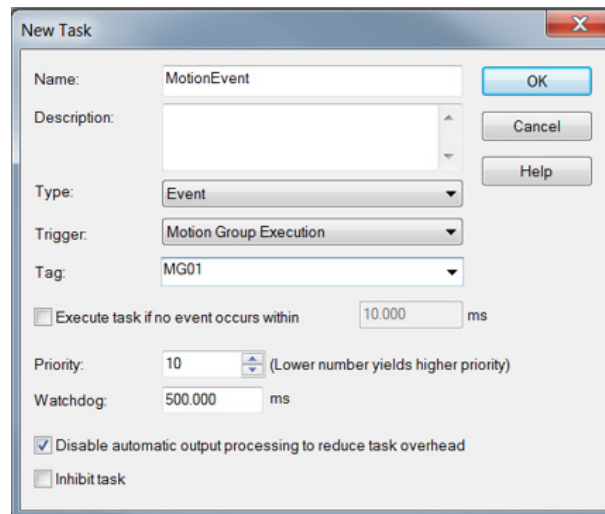 New Task
Name: MotionEvent OK
Description: Cancel
Help
Type: Event
Trigger: Motion Group Execution
Tag: MG01
Execute task if no event occurs within 10.000 ms
Priority: 10 (Lower number yields higher priority)
Watchdog: 500.000 ms
Disable automatic output processing to reduce task overhead
Inhibit task